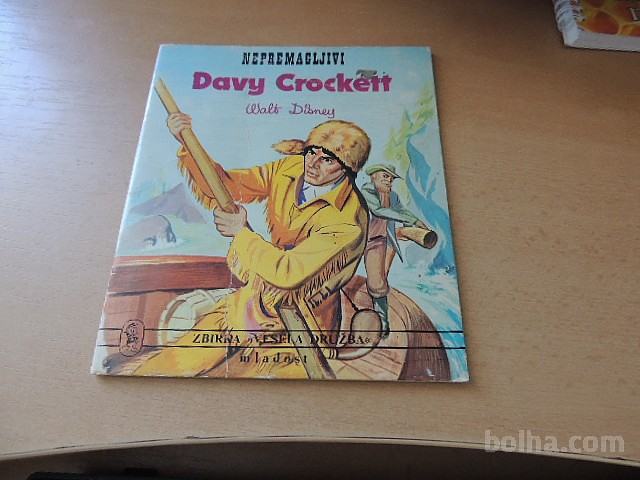 NEPREMAGLJIVI
Davy Crockett
Walt Disney
ZBIRKA »VESELA DRUŽBA«
mladost
bolha.com